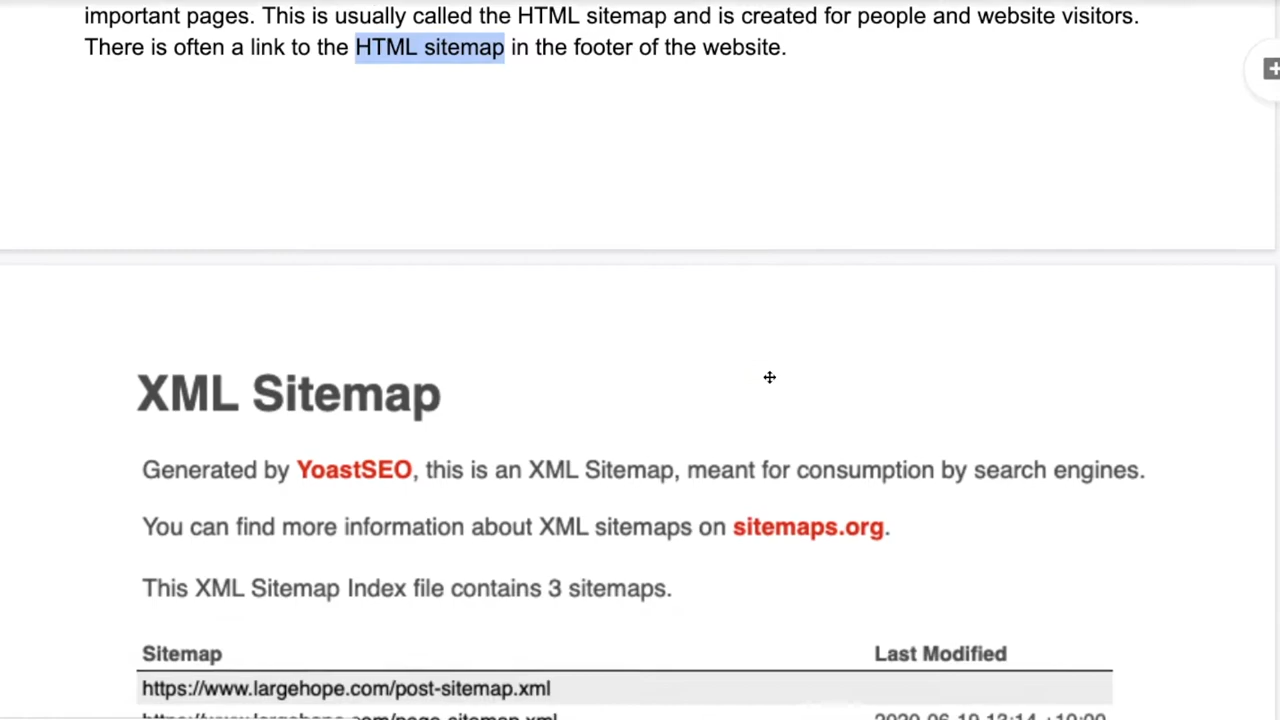 important pages. This is usually called the HTML sitemap and is created for people and website visitors.
There is often a link to the HTML sitemap in the footer of the website.
XML Sitemap
Generated by YoastSEO, this is an XML Sitemap, meant for consumption by search engines.
You can find more information about XML sitemaps on sitemaps.org.
This XML Sitemap Index file contains 3 sitemaps.
Sitemap Last Modified
https://www.largehope.com/post-sitemap.xml